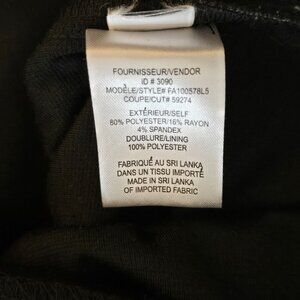 FOURNISSEUR/VENDOR
ID # 3090
MODÈLE/STYLE# FA100578L5
COUPE/CUT# 59274
EXTÉRIEUR/SELF
80% POLYESTER/16% RAYON
4% SPANDEX
DOUBLURE/LINING
100% POLYESTER
FABRIQUÉ AU SRI LANKA
DANS UN TISSU IMPORTÉ
MADE IN SRI LANKA
OF IMPORTED FABRIC